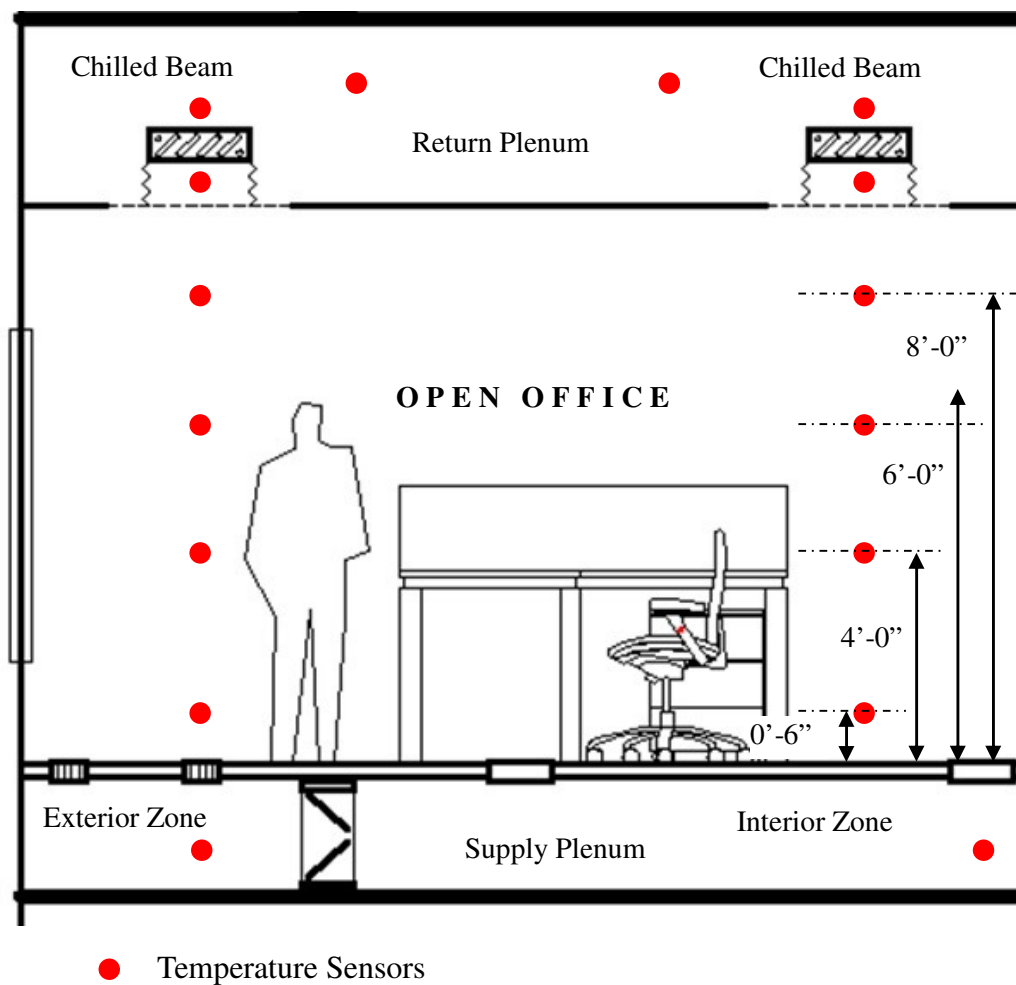 Chilled Beam
Chilled Beam
Return Plenum
8’-0”
OPEN OFFICE
6’-0”
4’-0”
0’-6”
Exterior Zone
Interior Zone
Supply Plenum
Temperature Sensors